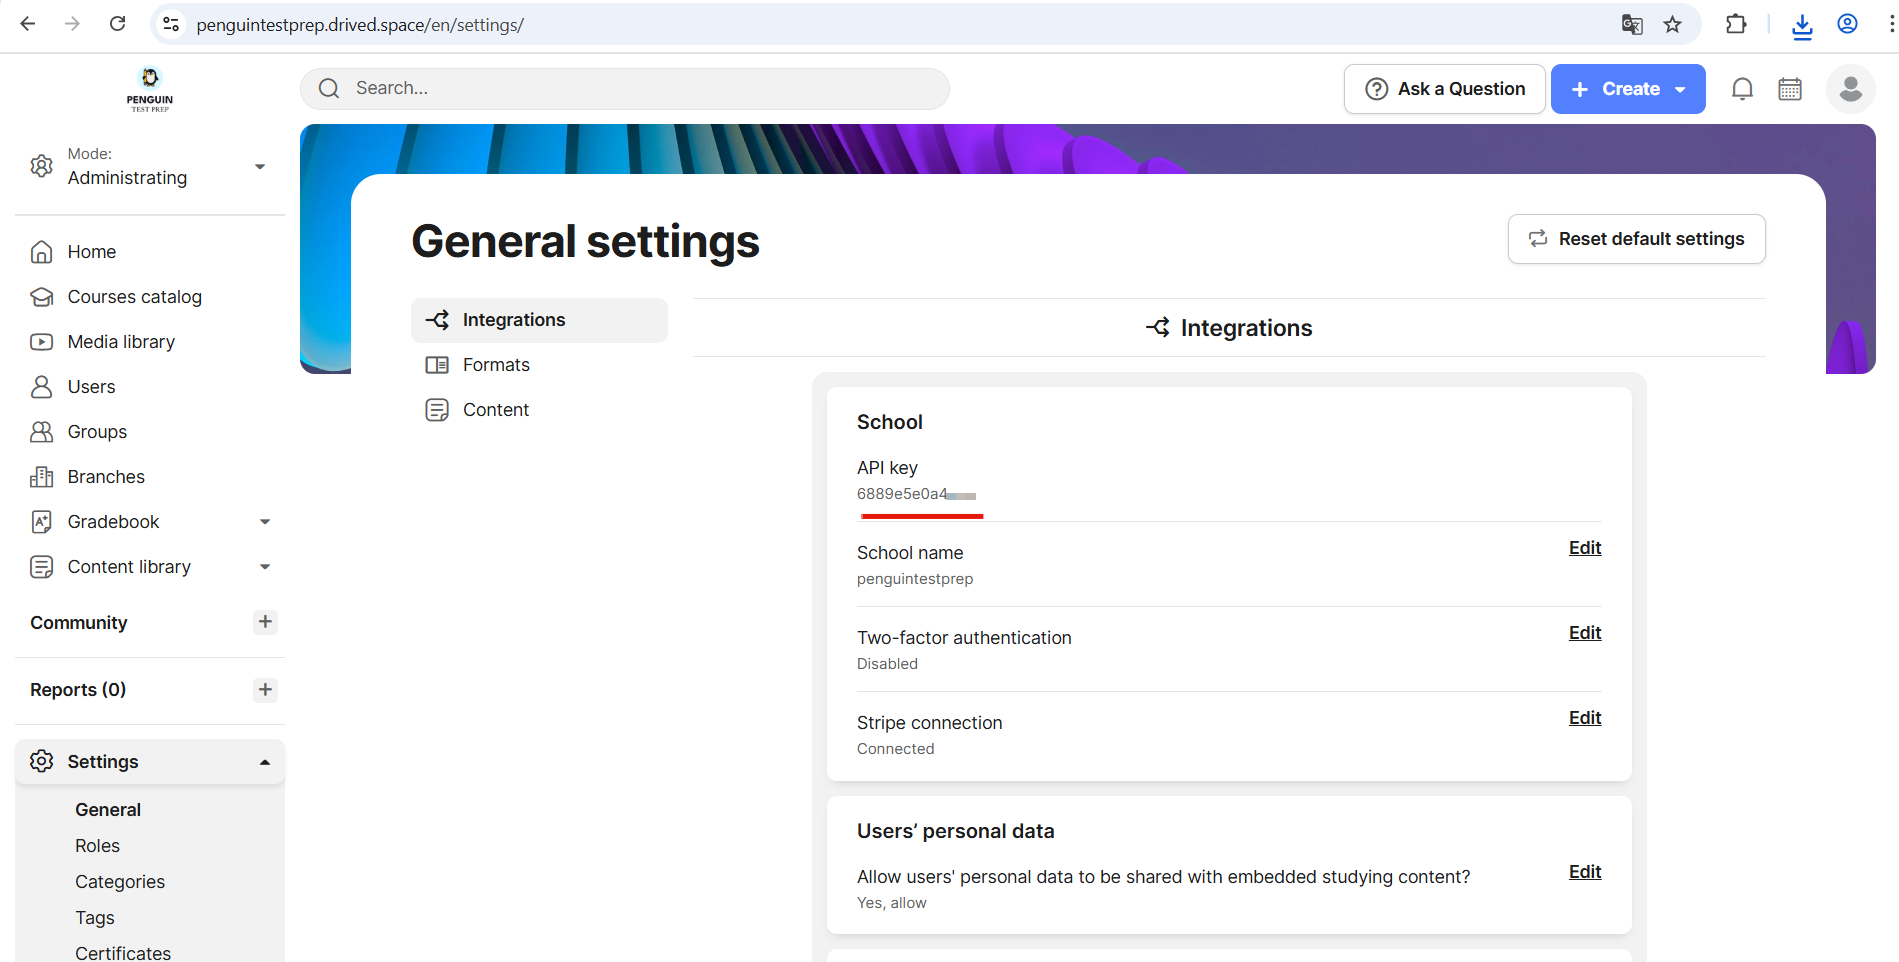 penguintestprep.drived.space/en/settings/
PENGUIN
TEST PREP
Search...
Ask a Question
Create
Mode:
Administrating
Home
Courses catalog
Media library
Users
Groups
Branches
Gradebook
Content library
Community
Reports (0)
Settings
General
Roles
Categories
Tags
Certificates
General settings
Reset default settings
Integrations
Formats
Content
Integrations
School
API key
6889e5e0a4
School name
Edit
penguintestprep
Two-factor authentication
Edit
Disabled
Stripe connection
Edit
Connected
Users’ personal data
Allow users' personal data to be shared with embedded studying content?
Edit
Yes, allow